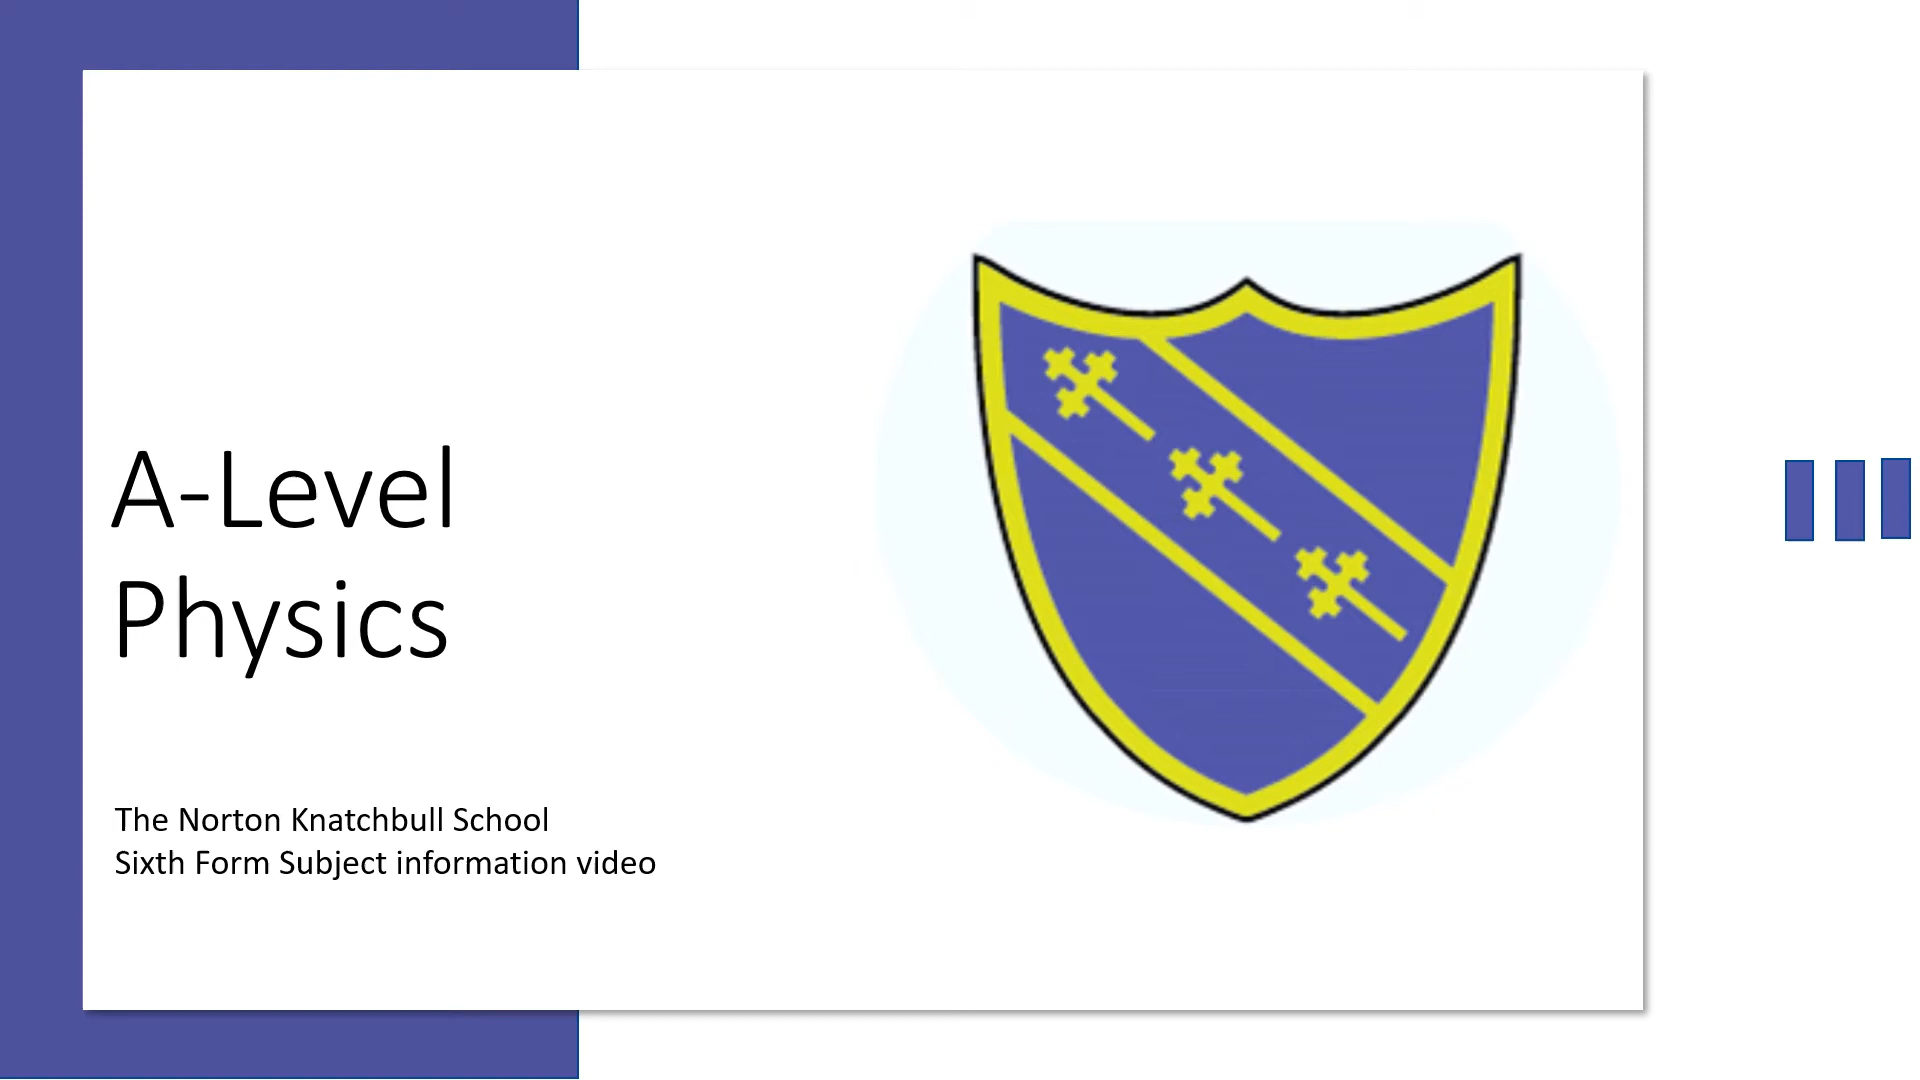 A-Level
Physics
The Norton Knatchbull School
Sixth Form Subject information video